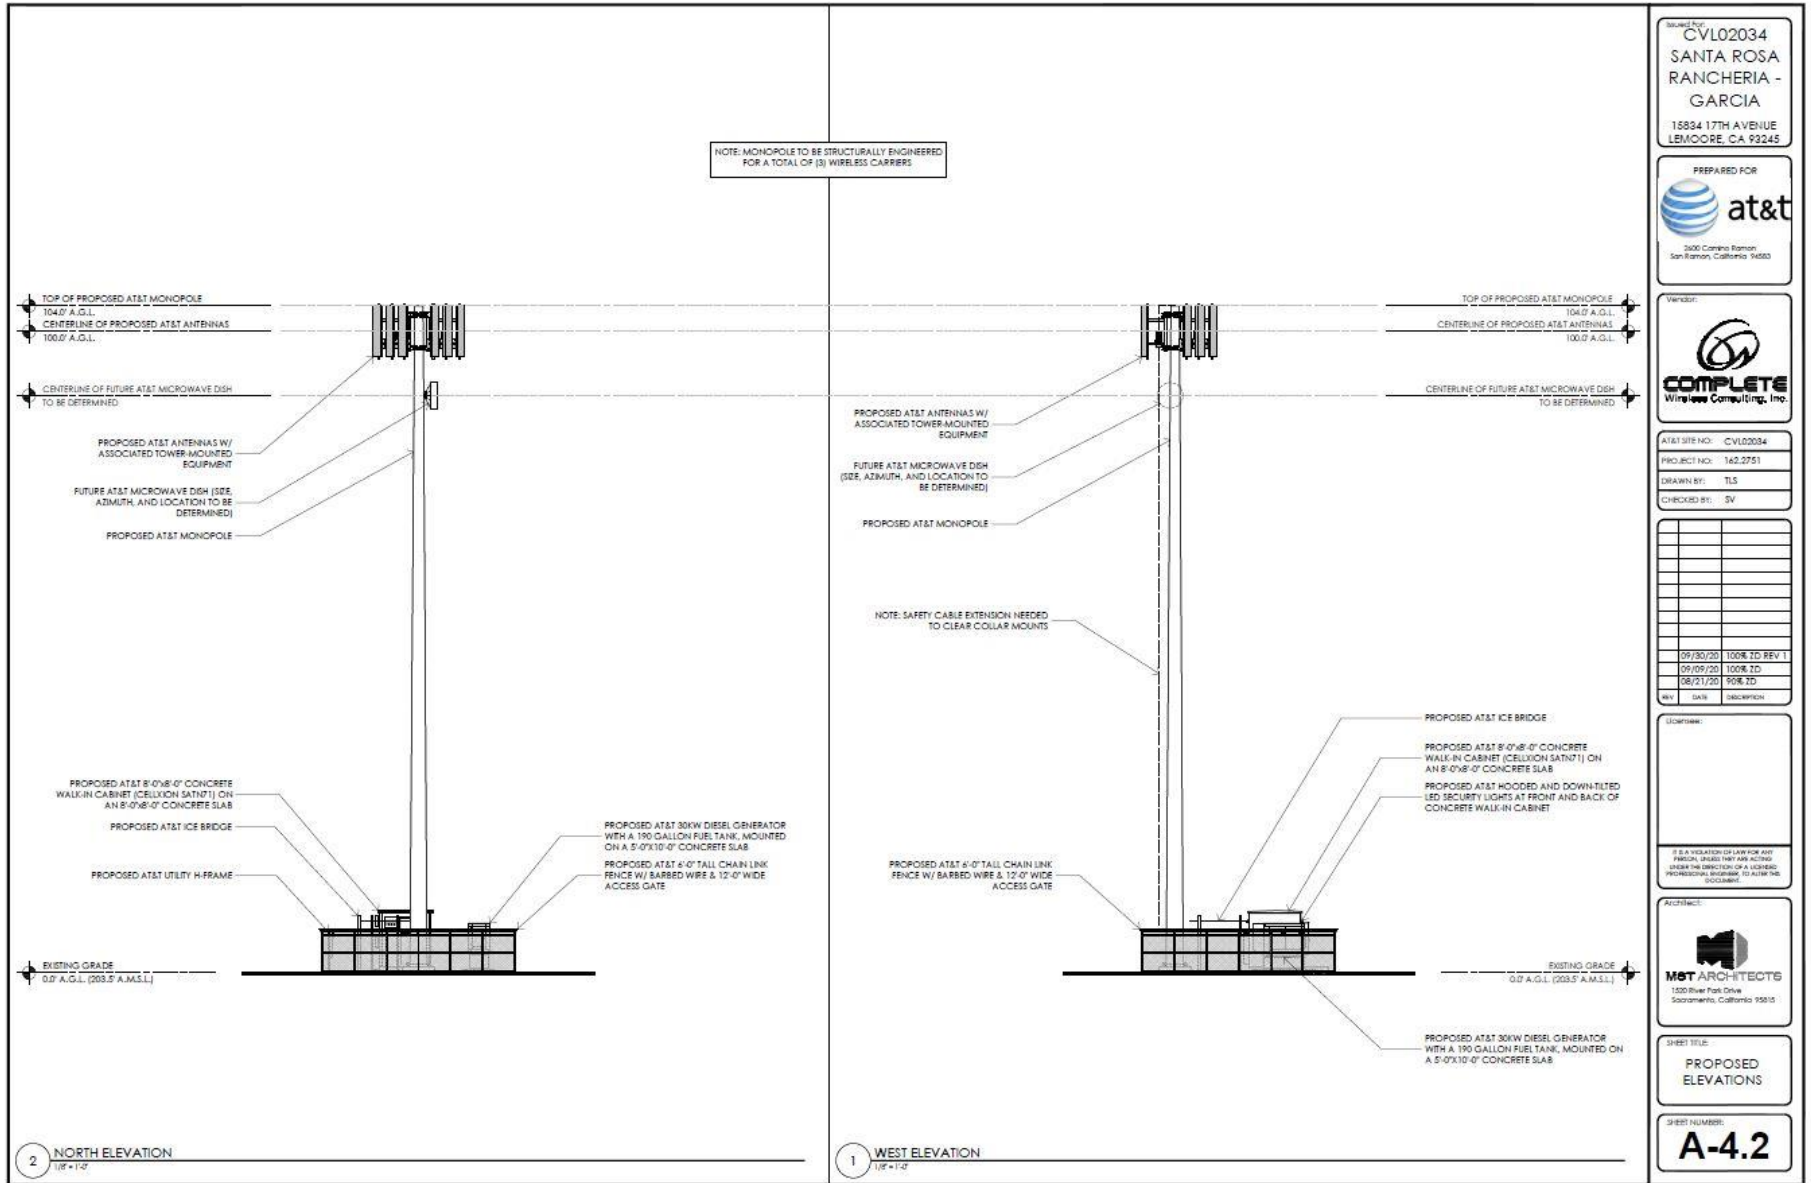 NOTE: MONOPOLE TO BE STRUCTURALLY ENGINEERED
FOR A TOTAL OF (3) WIRELESS CARRIERS
TOP OF PROPOSED AT&T MONOPOLE
104.0' A.G.L.
CENTERLINE OF PROPOSED AT&T ANTENNAS
100.0' A.G.L.
CENTERLINE OF FUTURE AT&T MICROWAVE DISH
TO BE DETERMINED
PROPOSED AT&T ANTENNAS W/
ASSOCIATED TOWER-MOUNTED
EQUIPMENT
FUTURE AT&T MICROWAVE DISH (SIZE,
AZIMUTH, AND LOCATION TO BE
DETERMINED)
PROPOSED AT&T MONOPOLE
PROPOSED AT&T 8'-0"x8'-0" CONCRETE
WALK-IN CABINET (CELLXION SATN71) ON
AN 8'-0"x8'-0" CONCRETE SLAB
PROPOSED AT&T ICE BRIDGE
PROPOSED AT&T UTILITY H-FRAME
PROPOSED AT&T 30KW DIESEL GENERATOR
WITH A 190 GALLON FUEL TANK, MOUNTED
ON A 5'-0"X10'-0" CONCRETE SLAB
PROPOSED AT&T 6'-0" TALL CHAIN LINK
FENCE W/ BARBED WIRE & 12'-0" WIDE
ACCESS GATE
EXISTING GRADE
0.0' A.G.L. (203.5' A.M.S.L.)
2
NORTH ELEVATION
1/8" = 1'-0"
TOP OF PROPOSED AT&T MONOPOLE
104.0' A.G.L.
CENTERLINE OF PROPOSED AT&T ANTENNAS
100.0' A.G.L.
CENTERLINE OF FUTURE AT&T MICROWAVE DISH
TO BE DETERMINED
PROPOSED AT&T ANTENNAS W/
ASSOCIATED TOWER-MOUNTED
EQUIPMENT
FUTURE AT&T MICROWAVE DISH
(SIZE, AZIMUTH, AND LOCATION TO
BE DETERMINED)
PROPOSED AT&T MONOPOLE
NOTE: SAFETY CABLE EXTENSION NEEDED
TO CLEAR COLLAR MOUNTS
PROPOSED AT&T ICE BRIDGE
PROPOSED AT&T 8'-0"x8'-0" CONCRETE
WALK-IN CABINET (CELLXION SATN71) ON
AN 8'-0"x8'-0" CONCRETE SLAB
PROPOSED AT&T HOODED AND DOWN-TILTED
LED SECURITY LIGHTS AT FRONT AND BACK OF
CONCRETE WALK-IN CABINET
PROPOSED AT&T 6'-0" TALL CHAIN LINK
FENCE W/ BARBED WIRE & 12'-0" WIDE
ACCESS GATE
EXISTING GRADE
0.0' A.G.L. (203.5' A.M.S.L.)
PROPOSED AT&T 30KW DIESEL GENERATOR
WITH A 190 GALLON FUEL TANK, MOUNTED ON
A 5'-0"X10'-0" CONCRETE SLAB
1
WEST ELEVATION
1/8" = 1'-0"
Issued For:
CVL02034
SANTA ROSA
RANCHERIA -
GARCIA
15834 17TH AVENUE
LEMOORE, CA 93245
PREPARED FOR
at&t
2600 Camino Ramon
San Ramon, California 94583
Vendor:
COMPLETE
Wireless Consulting, Inc.
AT&T SITE NO: CVL02034
PROJECT NO: 162.2751
DRAWN BY: TLS
CHECKED BY: SV
09/30/20 100% ZD REV 1
09/09/20 100% ZD
08/21/20 90% ZD
REV DATE DESCRIPTION
Licensee:
IT IS A VIOLATION OF LAW FOR ANY
PERSON, UNLESS THEY ARE ACTING
UNDER THE DIRECTION OF A LICENSED
PROFESSIONAL ENGINEER, TO ALTER THIS
DOCUMENT.
Architect:
MST ARCHITECTS
1520 River Park Drive
Sacramento, California 95815
SHEET TITLE:
PROPOSED
ELEVATIONS
SHEET NUMBER:
A-4.2